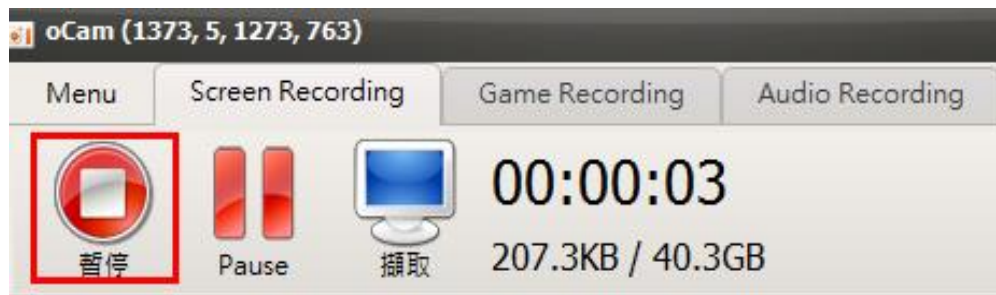 oCam (1373, 5, 1273, 763)
Menu Screen Recording Game Recording Audio Recording
00:00:03
207.3KB / 40.3GB
暫停 Pause 擷取